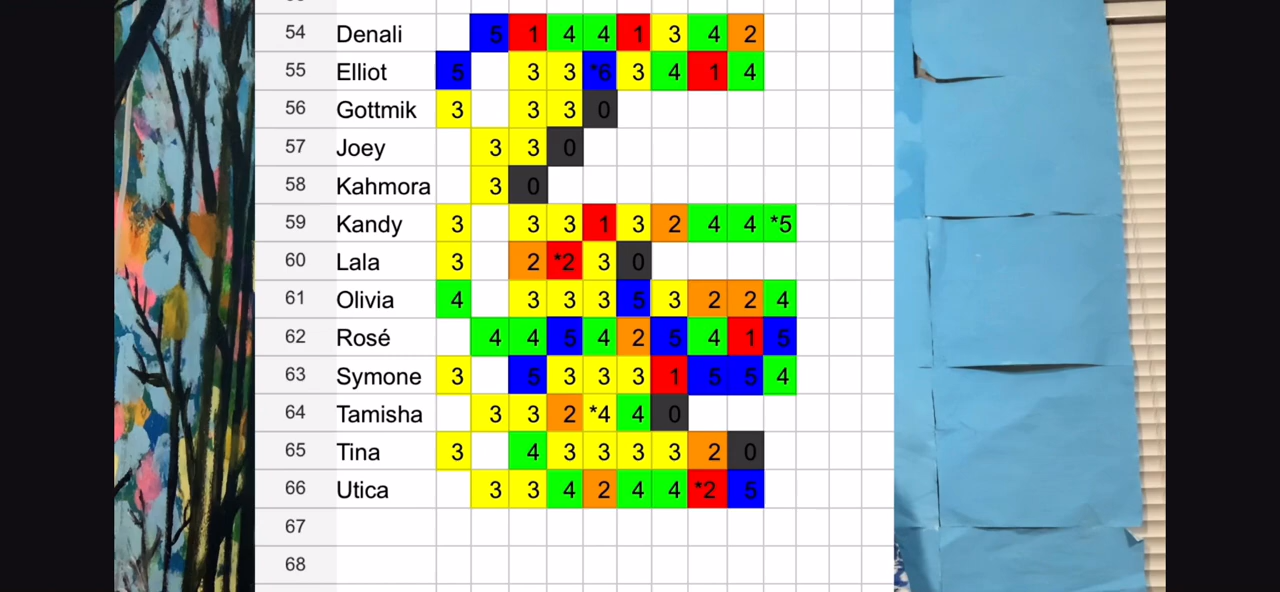 54 Denali 5 1 4 4 1 3 4 2
55 Elliot 5 3 3 *6 3 4 1 4
56 Gottmik 3 3 3 0
57 Joey 3 3 0
58 Kahmora 3 0
59 Kandy 3 3 3 1 3 2 4 4 *5
60 Lala 3 2 *2 3 0
61 Olivia 4 3 3 3 5 3 2 2 4
62 Rosé 4 4 5 4 2 5 4 1 5
63 Symone 3 5 3 3 3 1 5 5 4
64 Tamisha 3 3 2 *4 4 0
65 Tina 3 4 3 3 3 3 2 0
66 Utica 3 3 4 2 4 4 *2 5
67
68